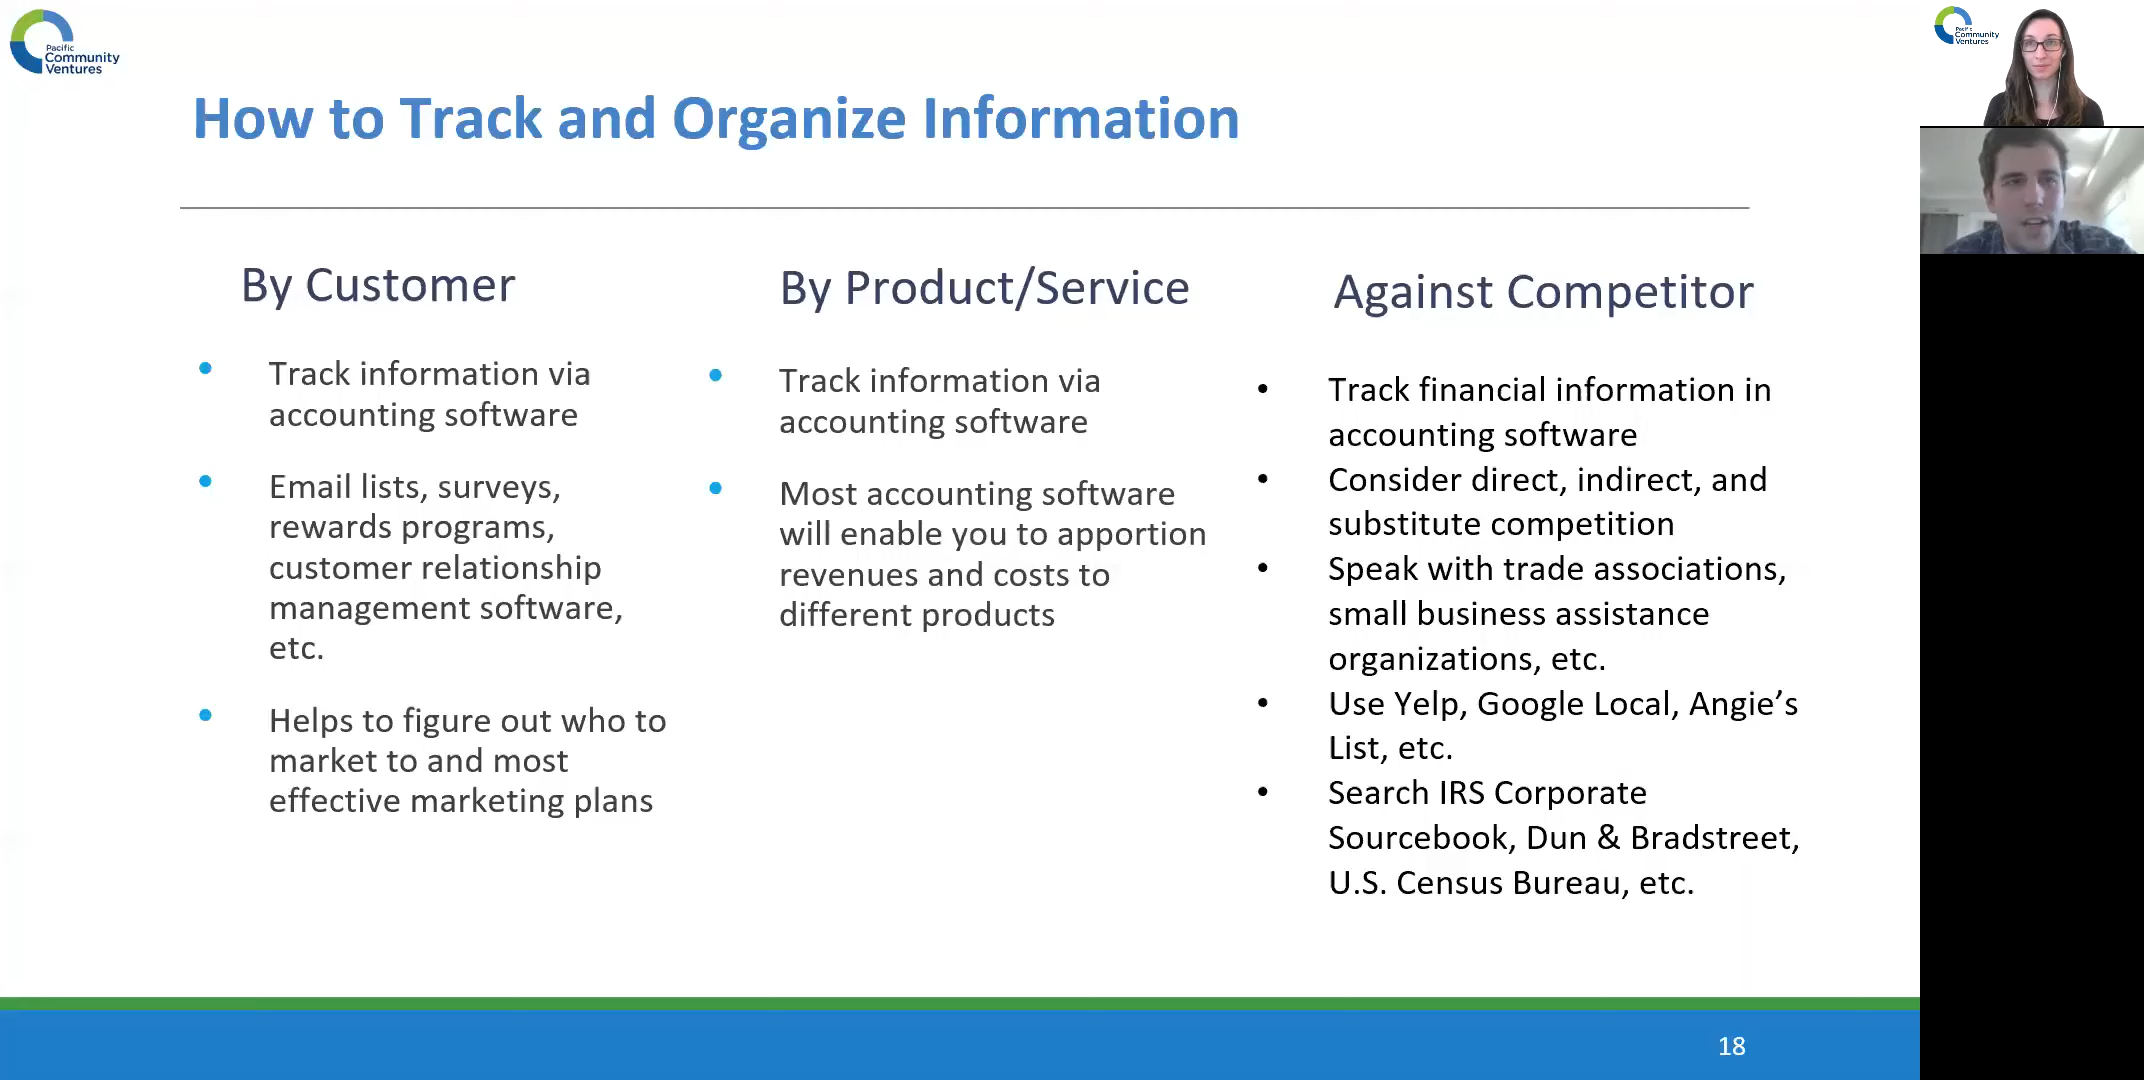 Pacific
Community
Ventures
How to Track and Organize Information
By Customer
• Track information via
accounting software
• Email lists, surveys,
rewards programs,
customer relationship
management software,
etc.
• Helps to figure out who to
market to and most
effective marketing plans
By Product/Service
• Track information via
accounting software
• Most accounting software
will enable you to apportion
revenues and costs to
different products
Against Competitor
• Track financial information in
accounting software
• Consider direct, indirect, and
substitute competition
• Speak with trade associations,
small business assistance
organizations, etc.
• Use Yelp, Google Local, Angie’s
List, etc.
• Search IRS Corporate
Sourcebook, Dun & Bradstreet,
U.S. Census Bureau, etc.
18
Pacific
Community
Ventures